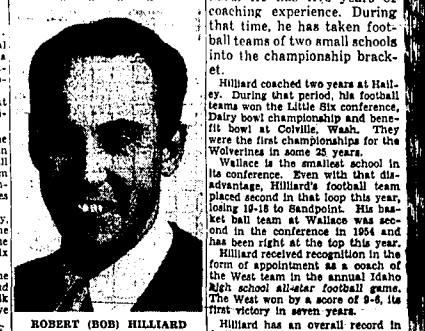 coaching experience. During
that time, he has taken foot-
ball teams of two small schools
into the championship brack-
et.
Hilliard coached two years at Hail-
ey. During that period, his football
teams won the Little Six conference,
Dairy bowl championship and bene-
fit bowl at Colville, Wash. They
were the first championships for the
Wolverines in some 25 years.
Wallace is the smallest school in
its conference. Even with that dis-
advantage, Hilliard's football team
placed second in that loop this year,
losing 19-18 to Sandpoint. His bas-
ket ball team at Wallace was sec-
ond in the conference in 1954 and
has been right at the top this year.
Hilliard received recognition in the
form of appointment as a coach of
the West team in the annual Idaho
high school all-star football game.
The West won by a score of 9-6, its
first victory in seven years.
Hilliard has an overall record in
ROBERT (BOB) HILLIARD